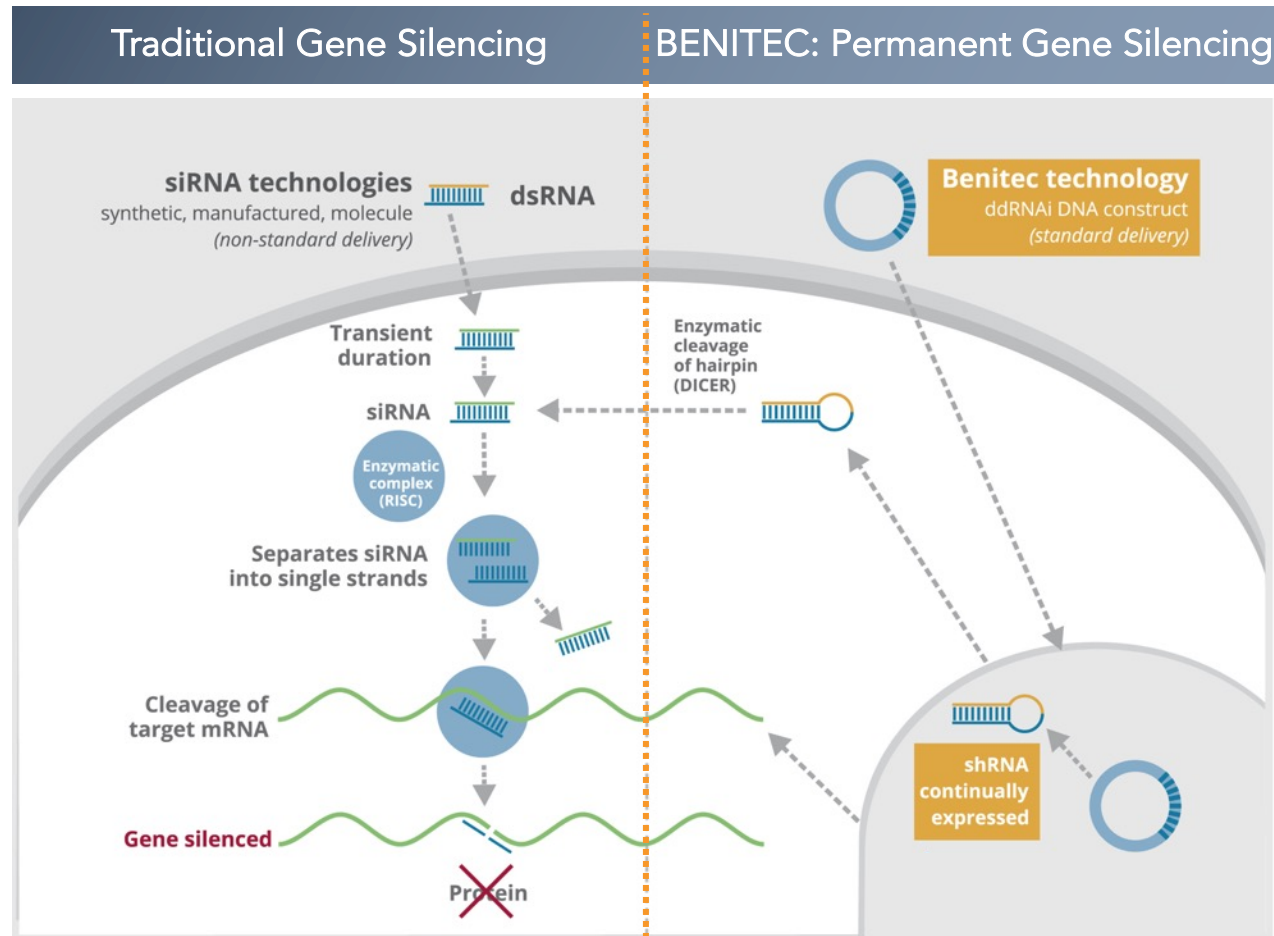 Traditional Gene Silencing
BENITEC: Permanent Gene Silencing
siRNA technologies
synthetic, manufactured, molecule
(non-standard delivery)
dsRNA
Benitec technology
ddRNAi DNA construct
(standard delivery)
Transient
duration
Enzymatic
cleavage
of hairpin
(DICER)
siRNA
Enzymatic
complex
(RISC)
Separates siRNA
into single strands
Cleavage of
target mRNA
shRNA
continually
expressed
Gene silenced
Protein